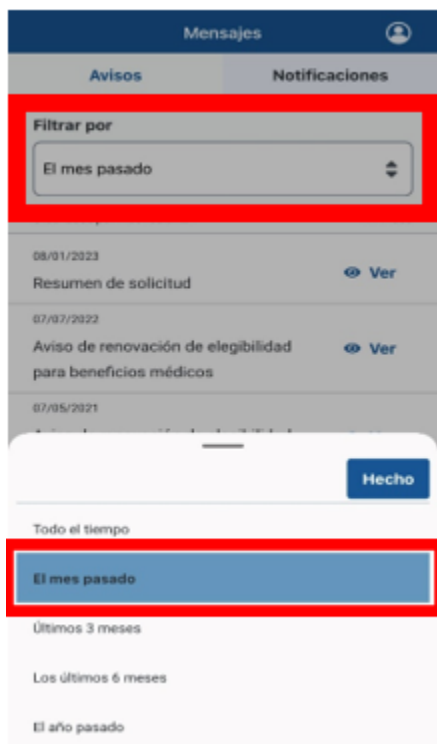 Mensajes
Avisos Notificaciones
Filtrar por
El mes pasado
08/01/2023
Resumen de solicitud
Ver
07/07/2022
Aviso de renovación de elegibilidad
para beneficios médicos
Ver
07/05/2021
Hecho
Todo el tiempo
El mes pasado
Últimos 3 meses
Los últimos 6 meses
El año pasado